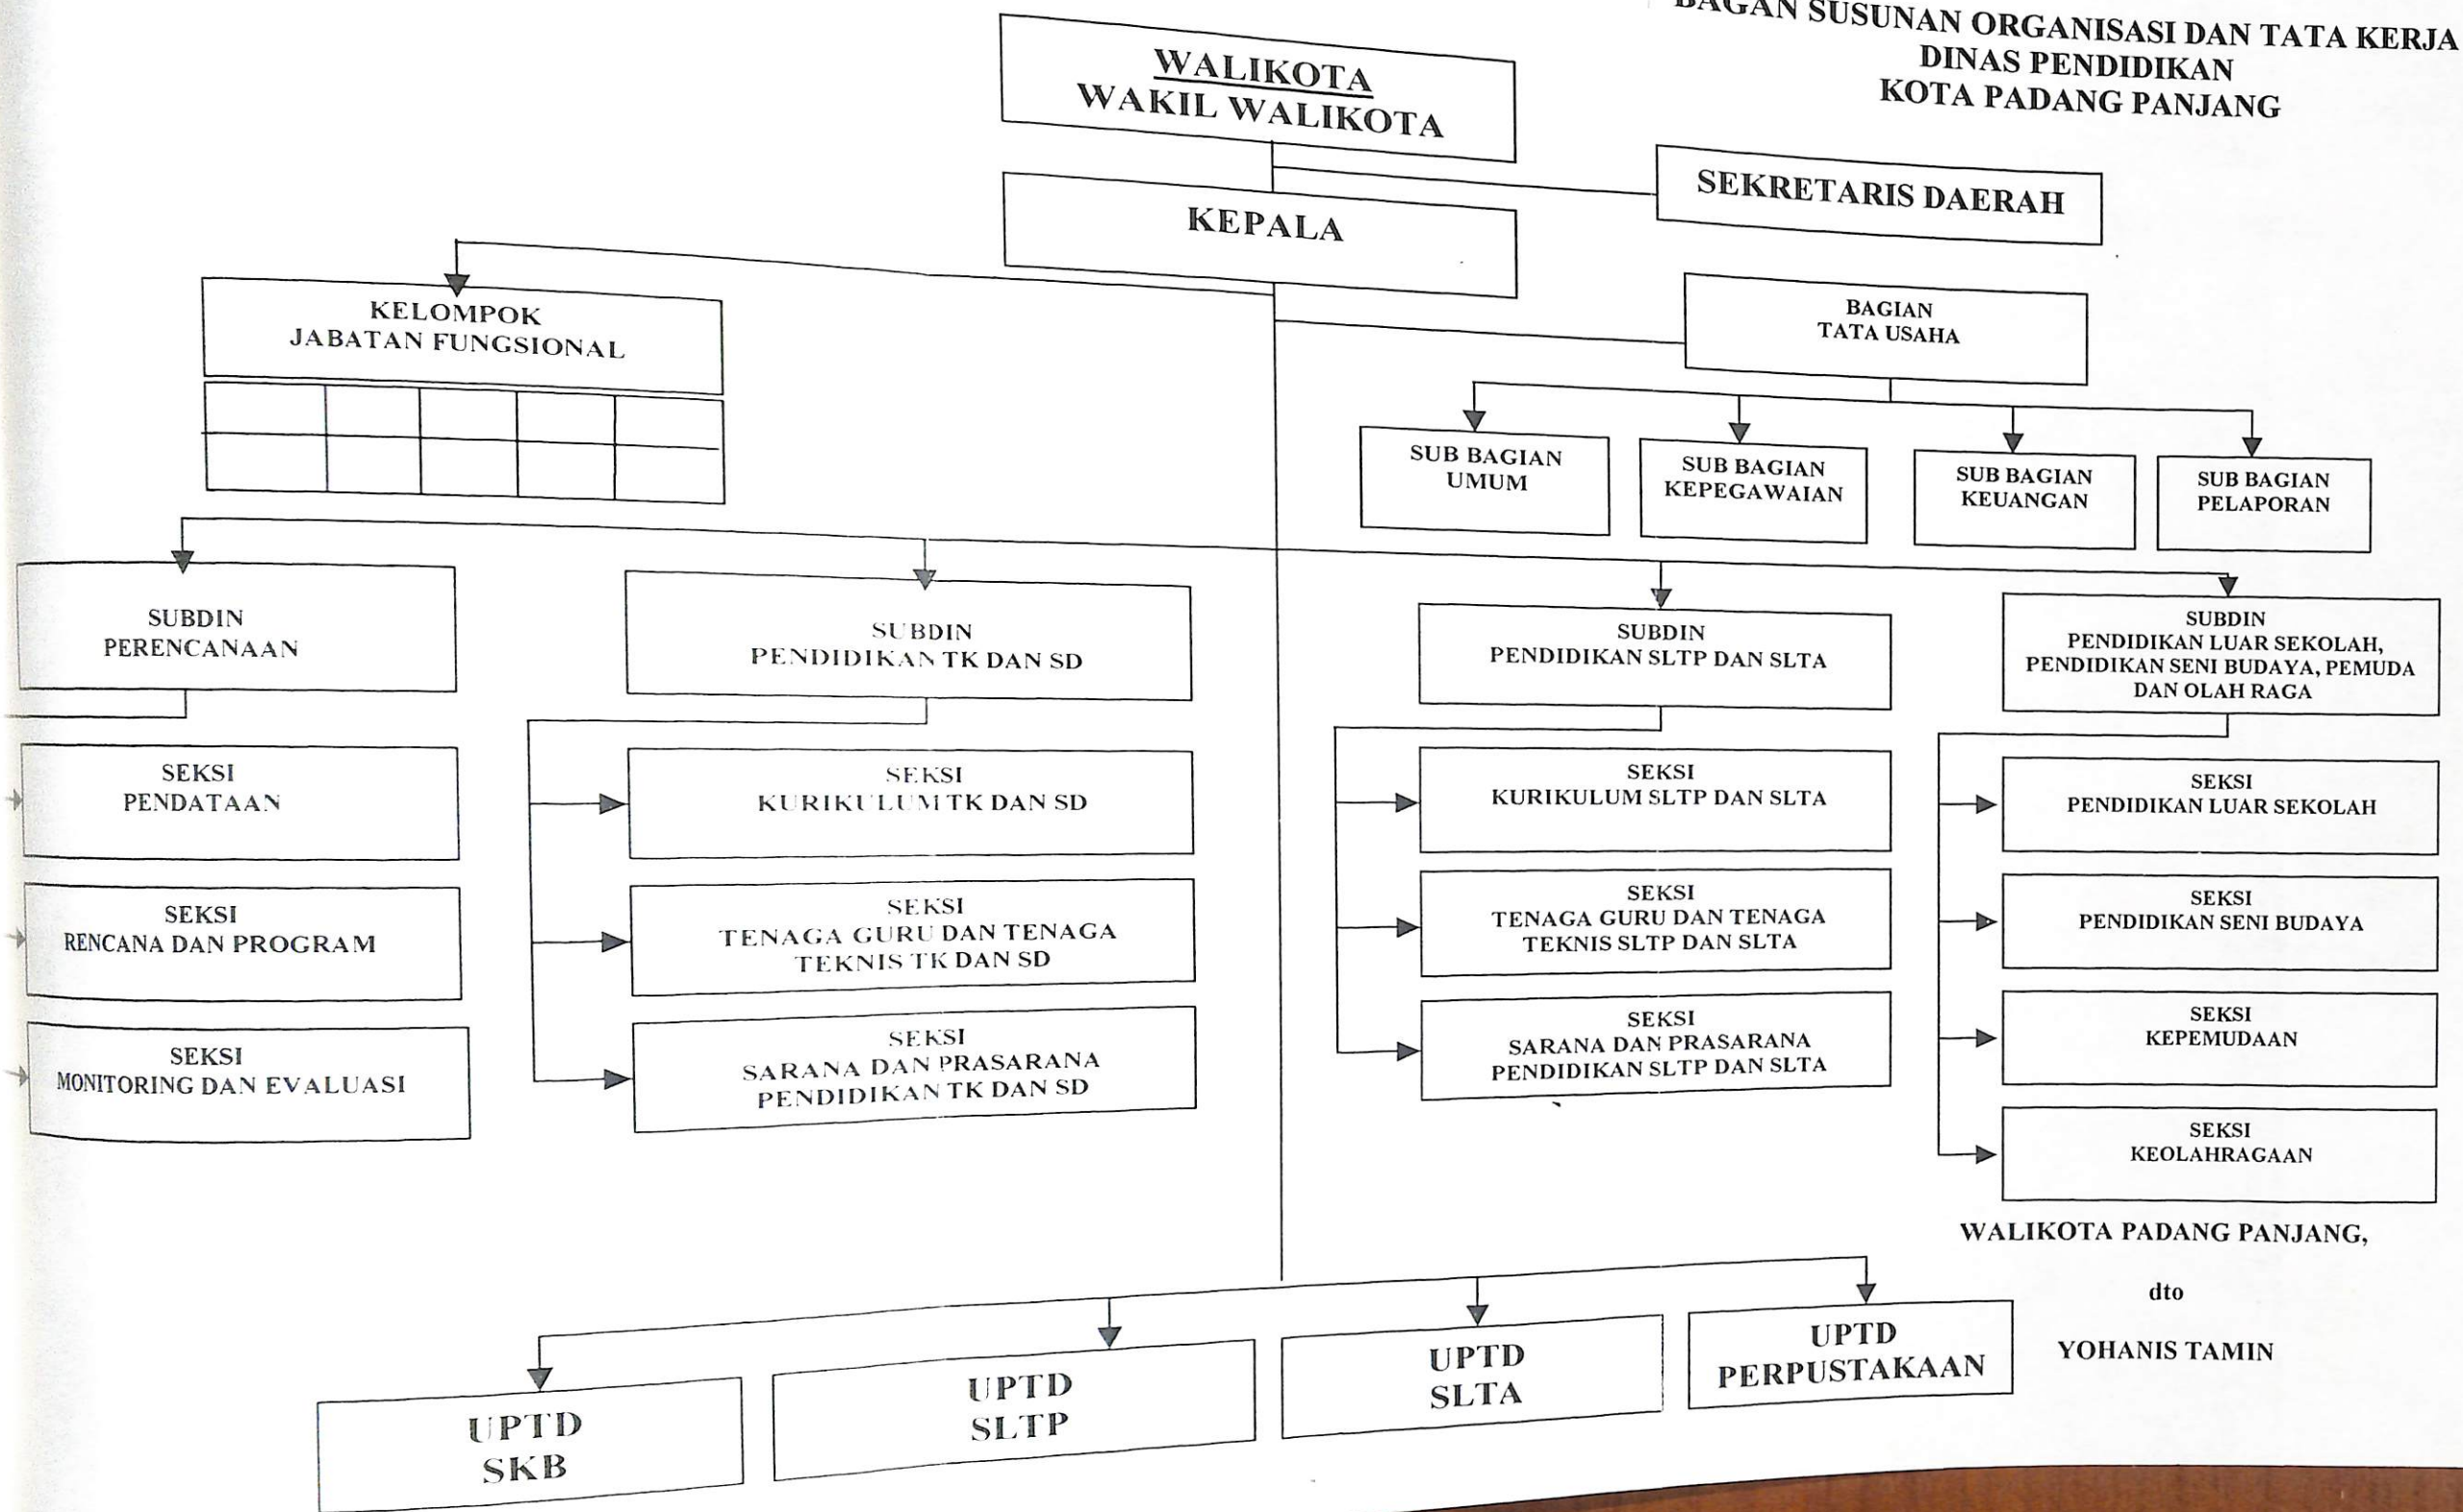 BAGAN SUSUNAN ORGANISASI DAN TATA KERJA
DINAS PENDIDIKAN
KOTA PADANG PANJANG
WALIKOTA
WAKIL WALIKOTA
SEKRETARIS DAERAH
KEPALA
KELOMPOK
JABATAN FUNGSIONAL
BAGIAN
TATA USAHA
SUB BAGIAN
UMUM
SUB BAGIAN
KEPEGAWAIAN
SUB BAGIAN
KEUANGAN
SUB BAGIAN
PELAPORAN
SUBDIN
PERENCANAAN
SUBDIN
PENDIDIKAN TK DAN SD
SUBDIN
PENDIDIKAN SLTP DAN SLTA
SUBDIN
PENDIDIKAN LUAR SEKOLAH,
PENDIDIKAN SENI BUDAYA, PEMUDA
DAN OLAH RAGA
SEKSI
PENDATAAN
SEKSI
KURIKULUM TK DAN SD
SEKSI
KURIKULUM SLTP DAN SLTA
SEKSI
PENDIDIKAN LUAR SEKOLAH
SEKSI
RENCANA DAN PROGRAM
SEKSI
TENAGA GURU DAN TENAGA
TEKNIS TK DAN SD
SEKSI
TENAGA GURU DAN TENAGA
TEKNIS SLTP DAN SLTA
SEKSI
PENDIDIKAN SENI BUDAYA
SEKSI
MONITORING DAN EVALUASI
SEKSI
SARANA DAN PRASARANA
PENDIDIKAN TK DAN SD
SEKSI
SARANA DAN PRASARANA
PENDIDIKAN SLTP DAN SLTA
SEKSI
KEPEMUDAAN
SEKSI
KEOLAHRAGAAN
WALIKOTA PADANG PANJANG,
dto
YOHANIS TAMIN
UPTD
SKB
UPTD
SLTP
UPTD
SLTA
UPTD
PERPUSTAKAAN